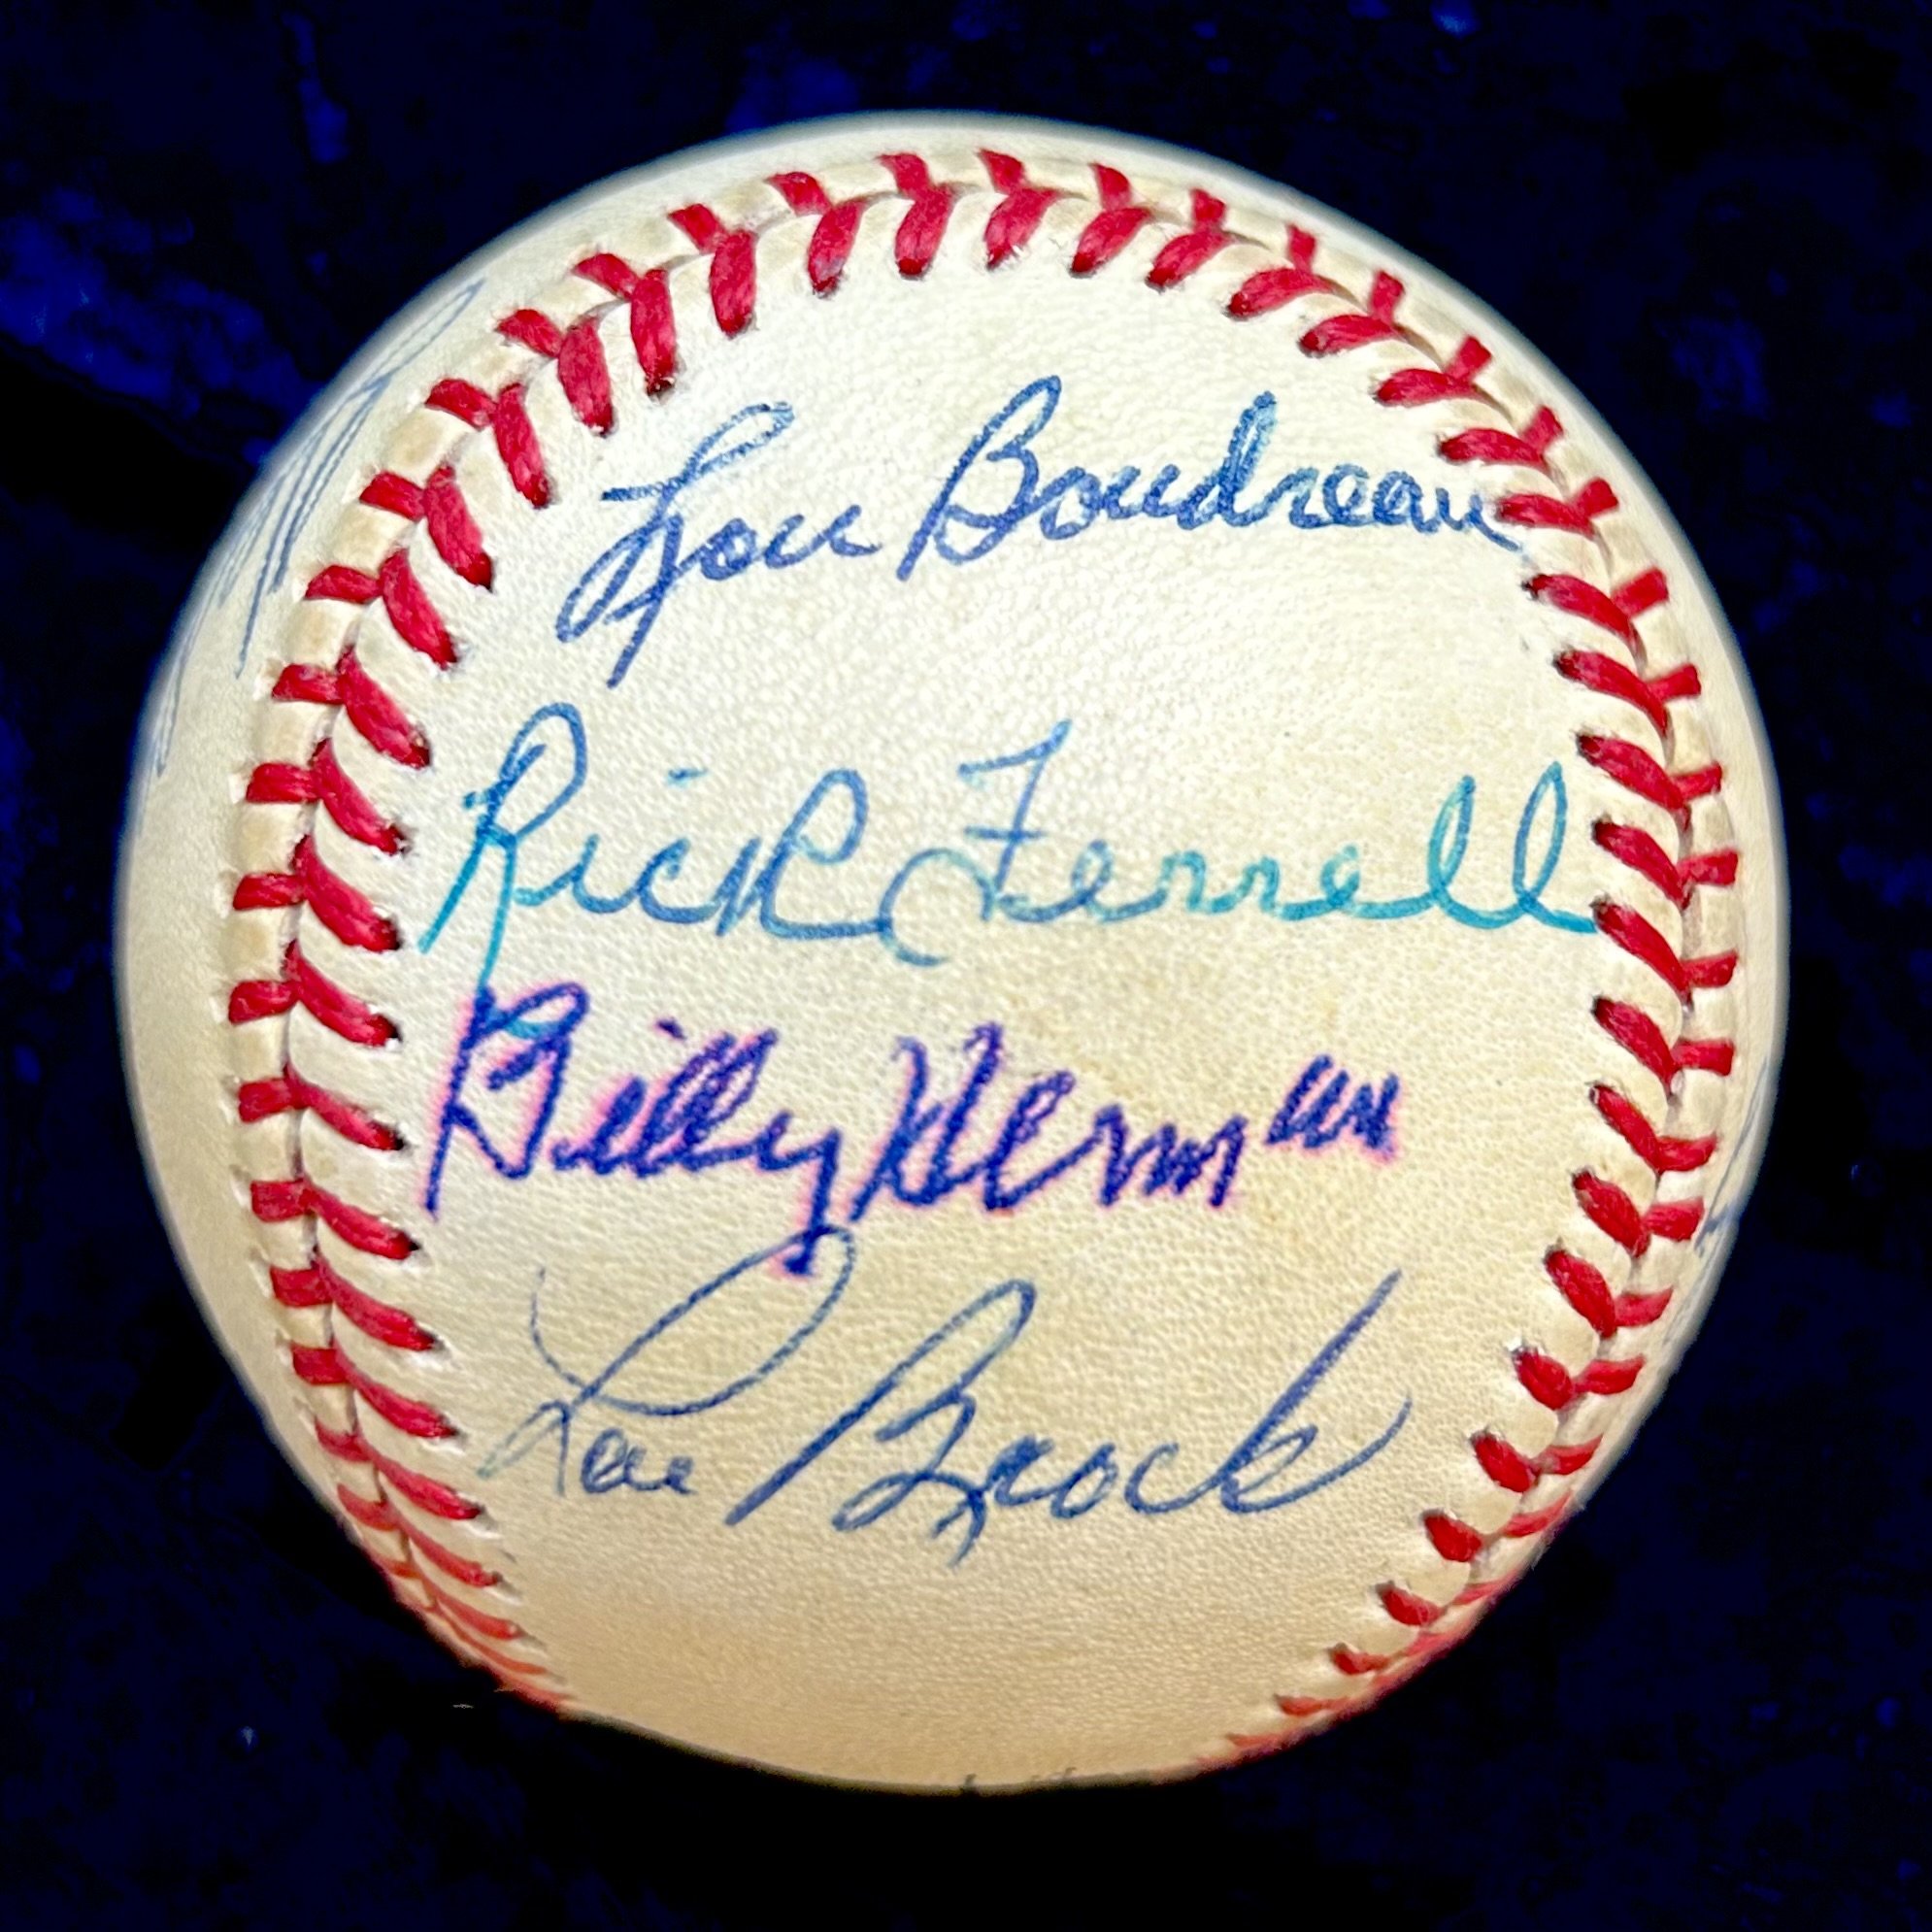 Lou Boudreau
Rick Ferrell
Billy Herman
Lou Brock